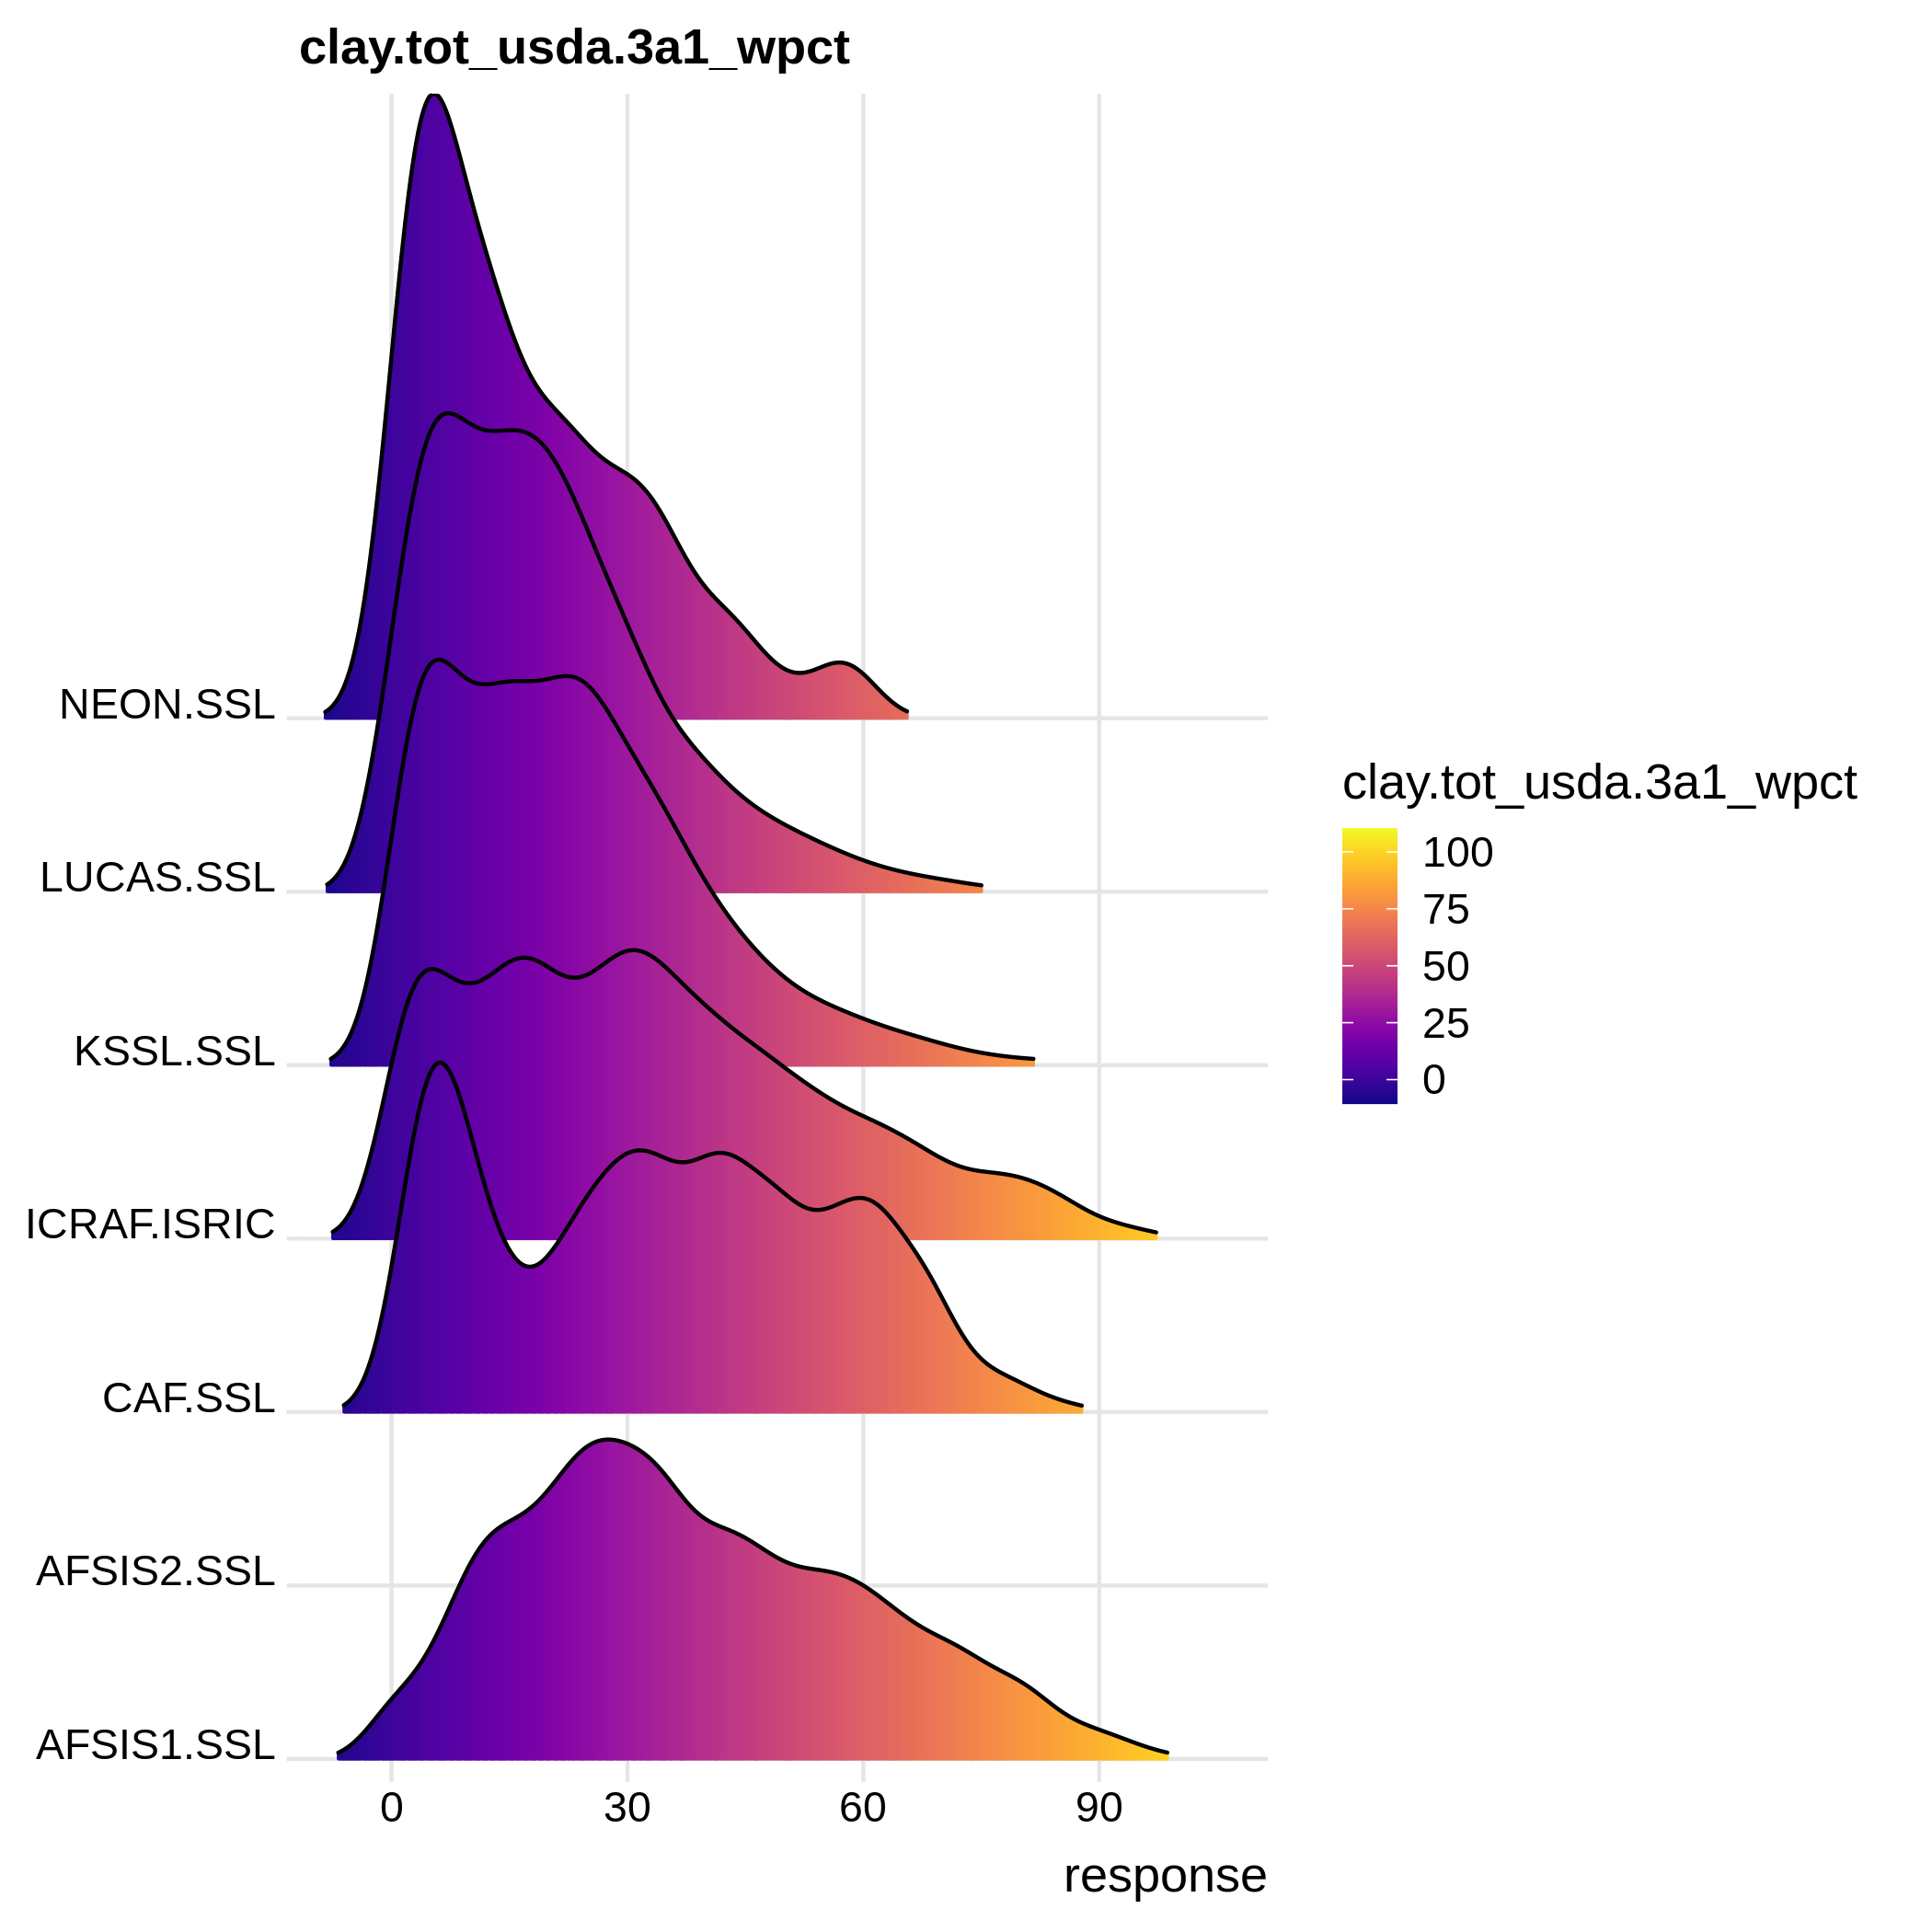 clay.tot_usda.3a1_wpct
NEON.SSL
LUCAS.SSL
KSSL.SSL
ICRAF.ISRIC
CAF.SSL
AFSIS2.SSL
AFSIS1.SSL
0 30 60 90
response
clay.tot_usda.3a1_wpct
100
75
50
25
0